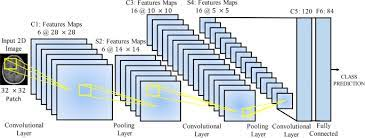 C3: Features Maps
16 @ 10 × 10
S4: Features Maps
16 @ 5 × 5
C1: Features Maps
6 @ 28 × 28
S2: Features Maps
6 @ 14 × 14
C5: 120
F6: 84
Input 2D
Image
32 × 32
Patch
CLASS
PREDICTION
Convolutional
Layer
Pooling
Layer
Convolutional
Layer
Pooling
Layer
Convolutional
Layer
Fully
Connected